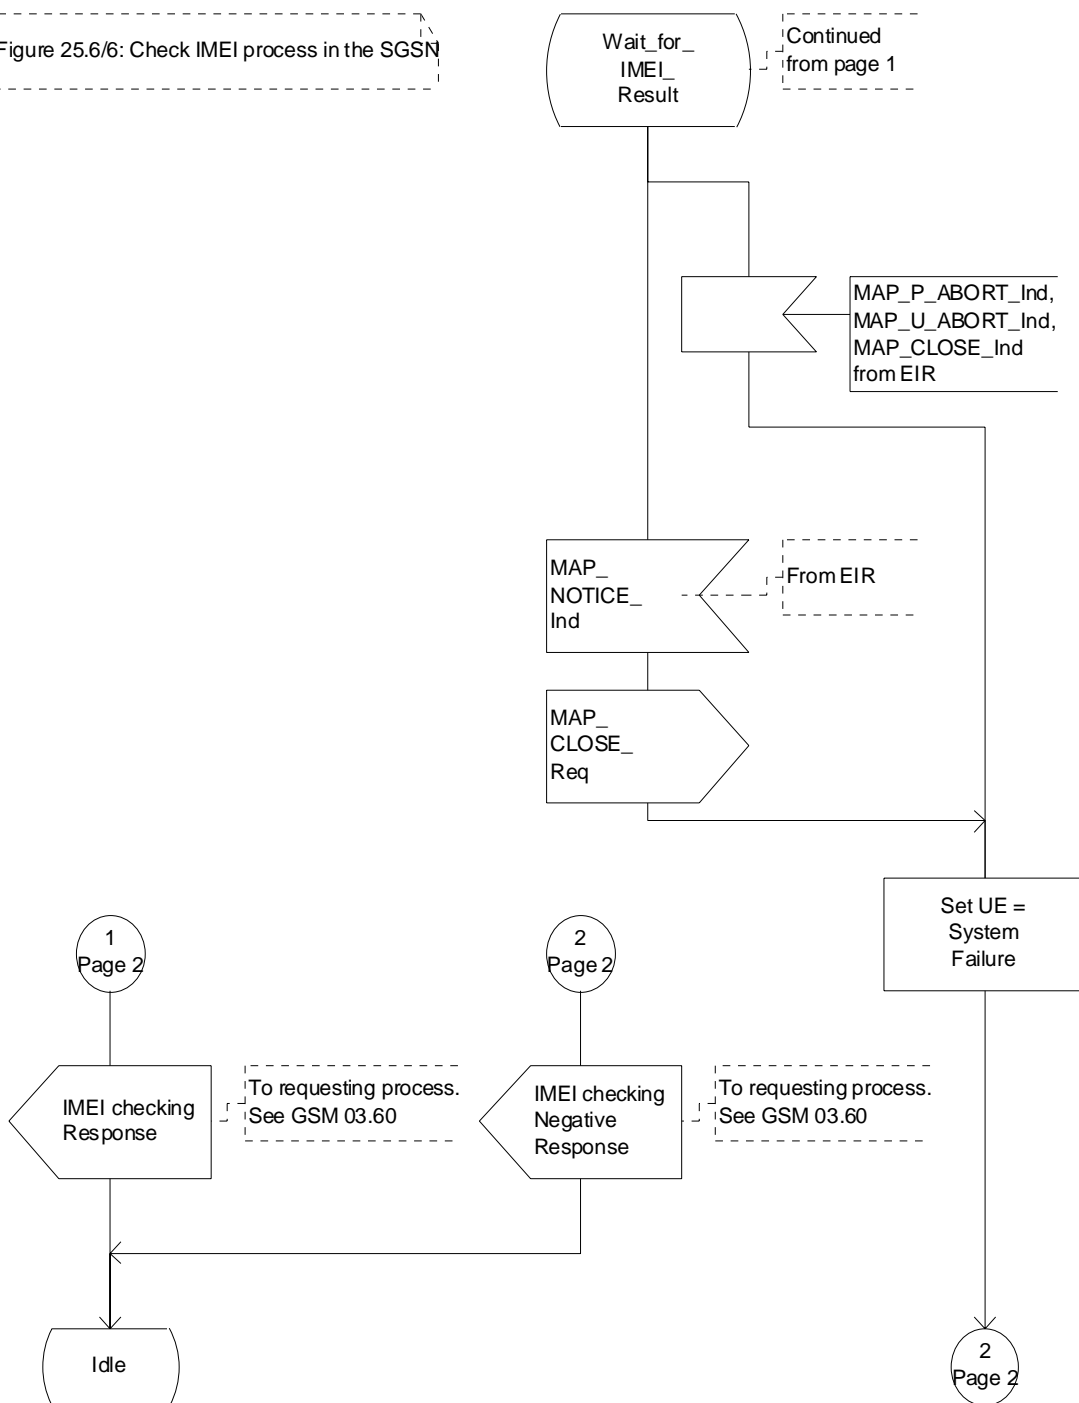 Figure 25.6/6: Check IMEI process in the SGSN
Wait_for_
IMEI_
Result
Continued
from page 1
MAP_P_ABORT_Ind,
MAP_U_ABORT_Ind,
MAP_CLOSE_Ind
from EIR
MAP_
NOTICE_
Ind
From EIR
MAP_
CLOSE_
Req
Set UE =
System
Failure
1
Page 2
2
Page 2
IMEI checking
Response
To requesting process.
See GSM 03.60
IMEI checking
Negative
Response
To requesting process.
See GSM 03.60
Idle
2
Page 2